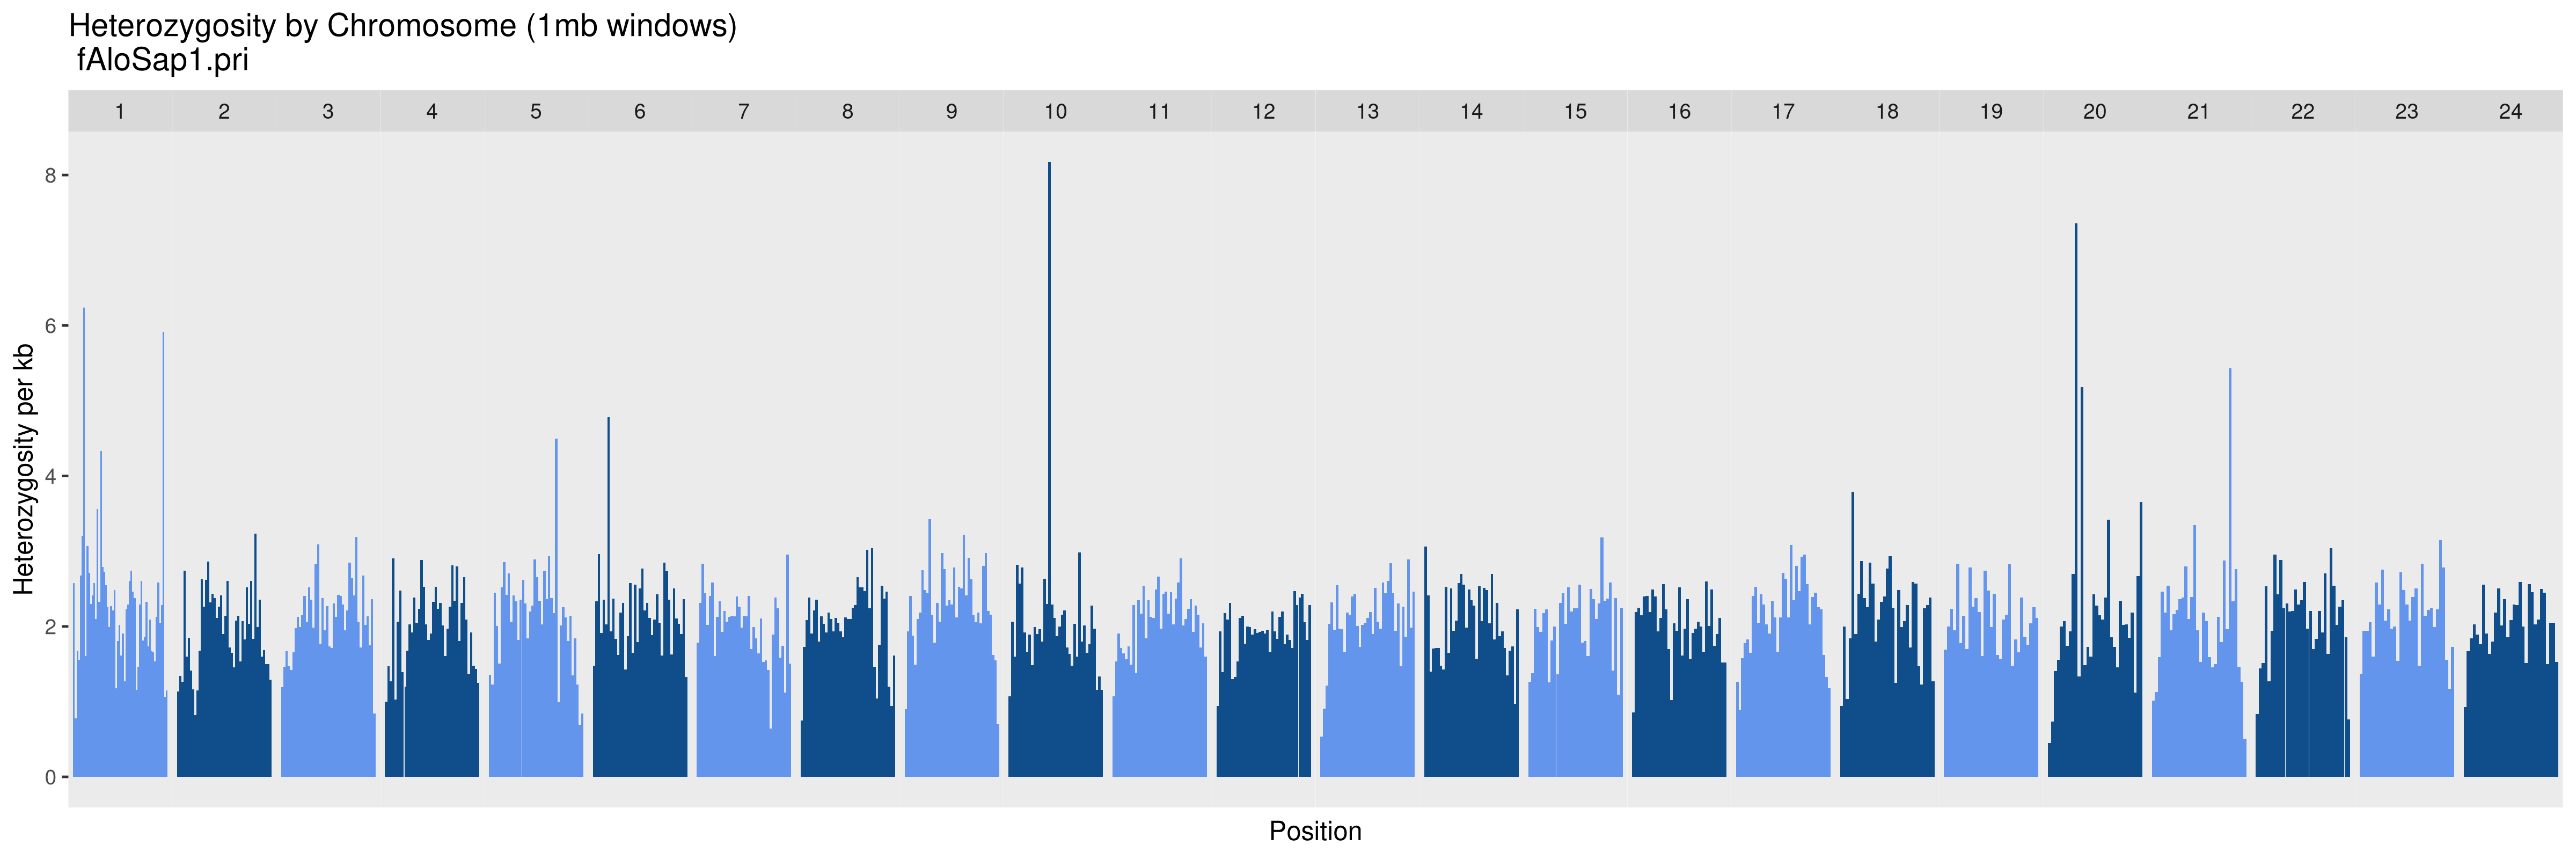 Heterozygosity by Chromosome (1mb windows)
fAloSap1.pri
1 2 3 4 5 6 7 8 9 10 11 12 13 14 15 16 17 18 19 20 21 22 23 24
8
6
4
2
0
Heterozygosity per kb
Position